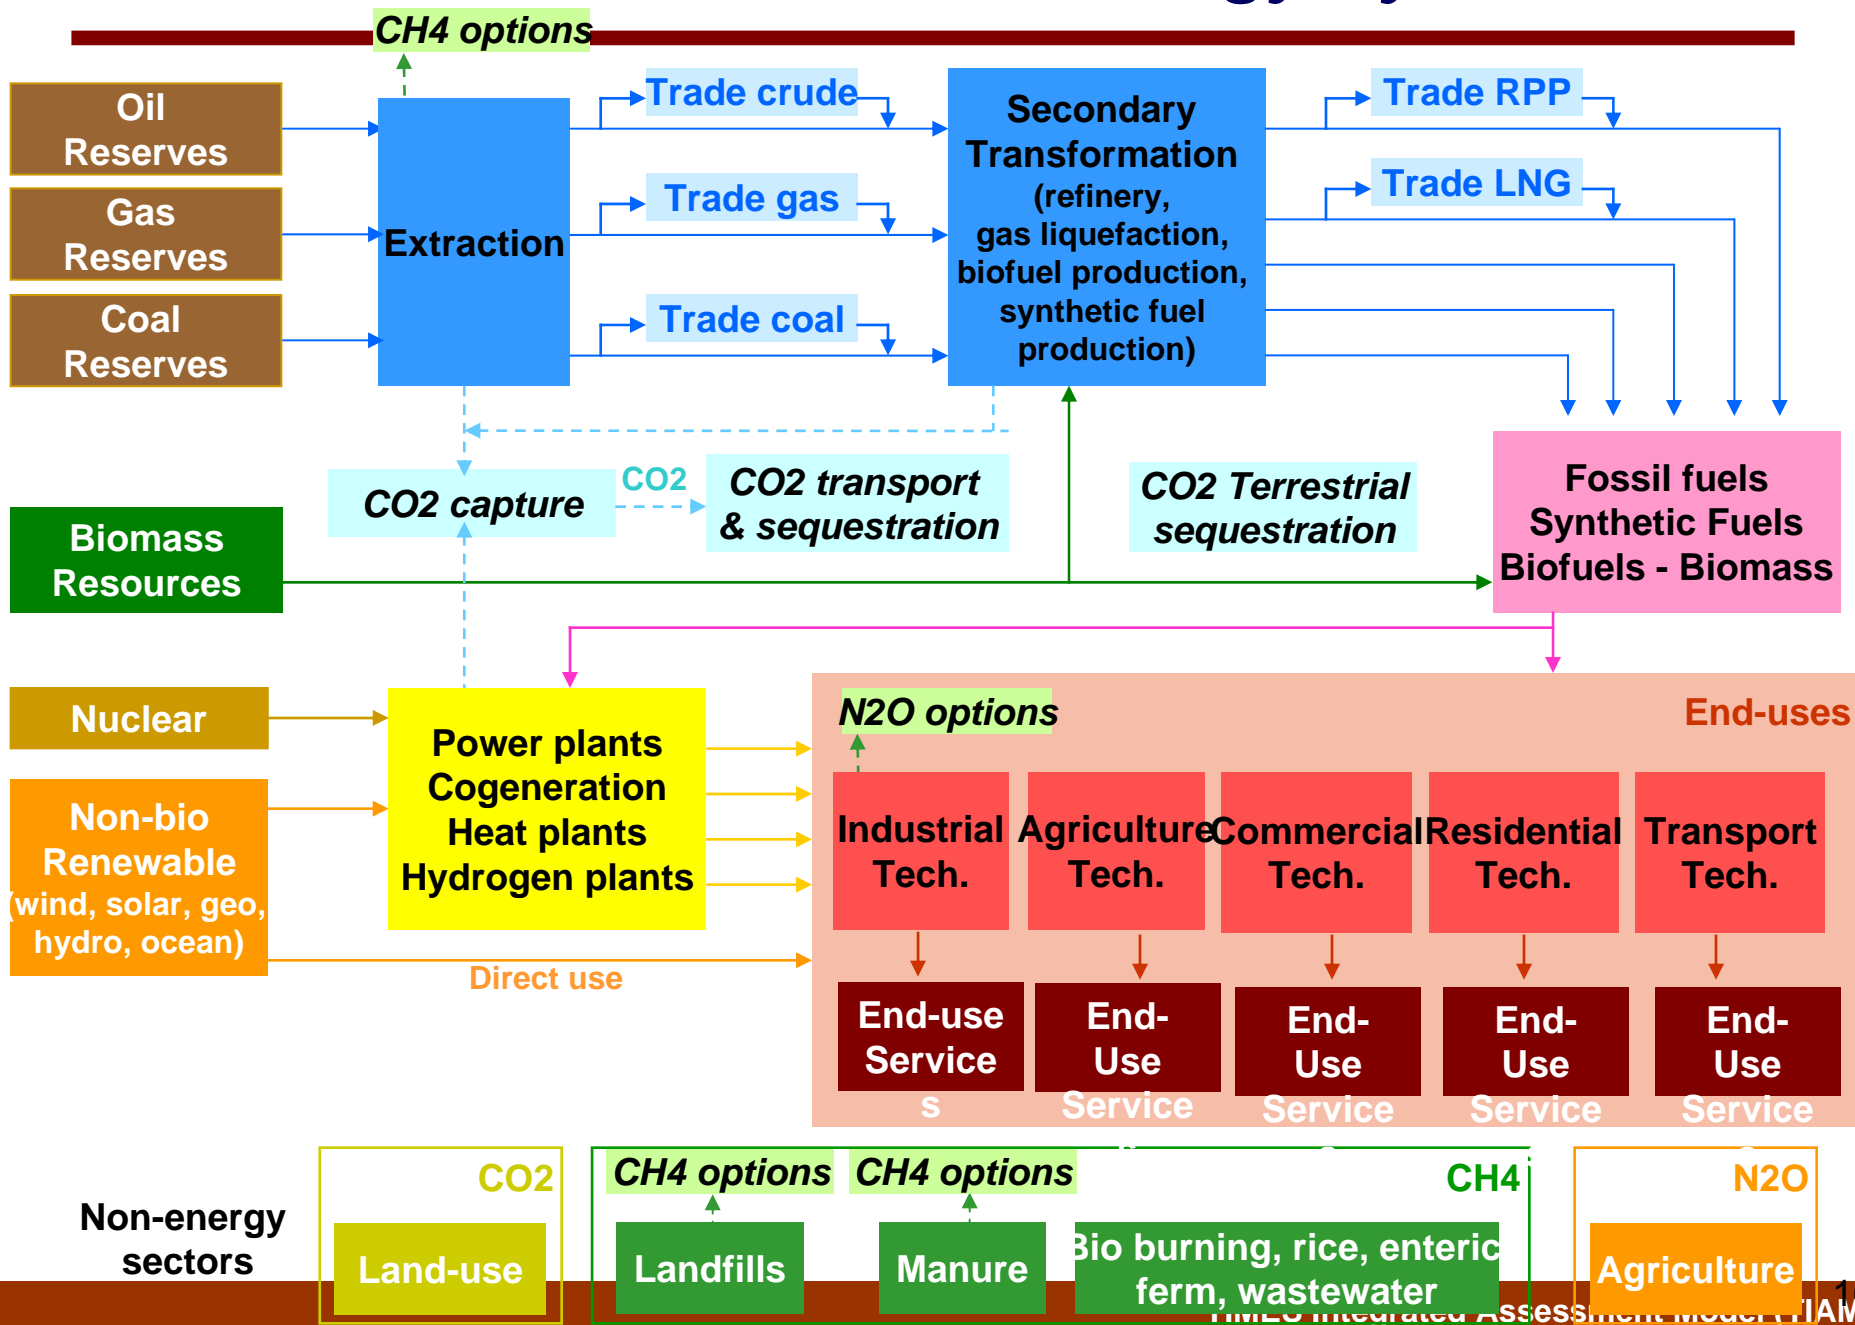 CH4 options
Oil
Reserves
Gas
Reserves
Coal
Reserves
Extraction
Trade crude
Trade gas
Trade coal
Secondary
Transformation
(refinery,
gas liquefaction,
biofuel production,
synthetic fuel
production)
Trade RPP
Trade LNG
CO2 capture
CO2
CO2 transport
& sequestration
CO2 Terrestrial
sequestration
Fossil fuels
Synthetic Fuels
Biofuels - Biomass
Biomass
Resources
Nuclear
Non-bio
Renewable
(wind, solar, geo,
hydro, ocean)
Power plants
Cogeneration
Heat plants
Hydrogen plants
Direct use
N2O options
End-uses
Industrial
Tech.
Agriculture
Tech.
Commercial
Tech.
Residential
Tech.
Transport
Tech.
End-use
Service
s
End-
Use
Service
End-
Use
Service
End-
Use
Service
End-
Use
Service
Non-energy
sectors
CO2
Land-use
CH4 options
CH4 options
CH4
Landfills
Manure
Bio burning, rice, enteric
ferm, wastewater
N2O
Agriculture
TIMES Integrated Assessment Model (TIAM